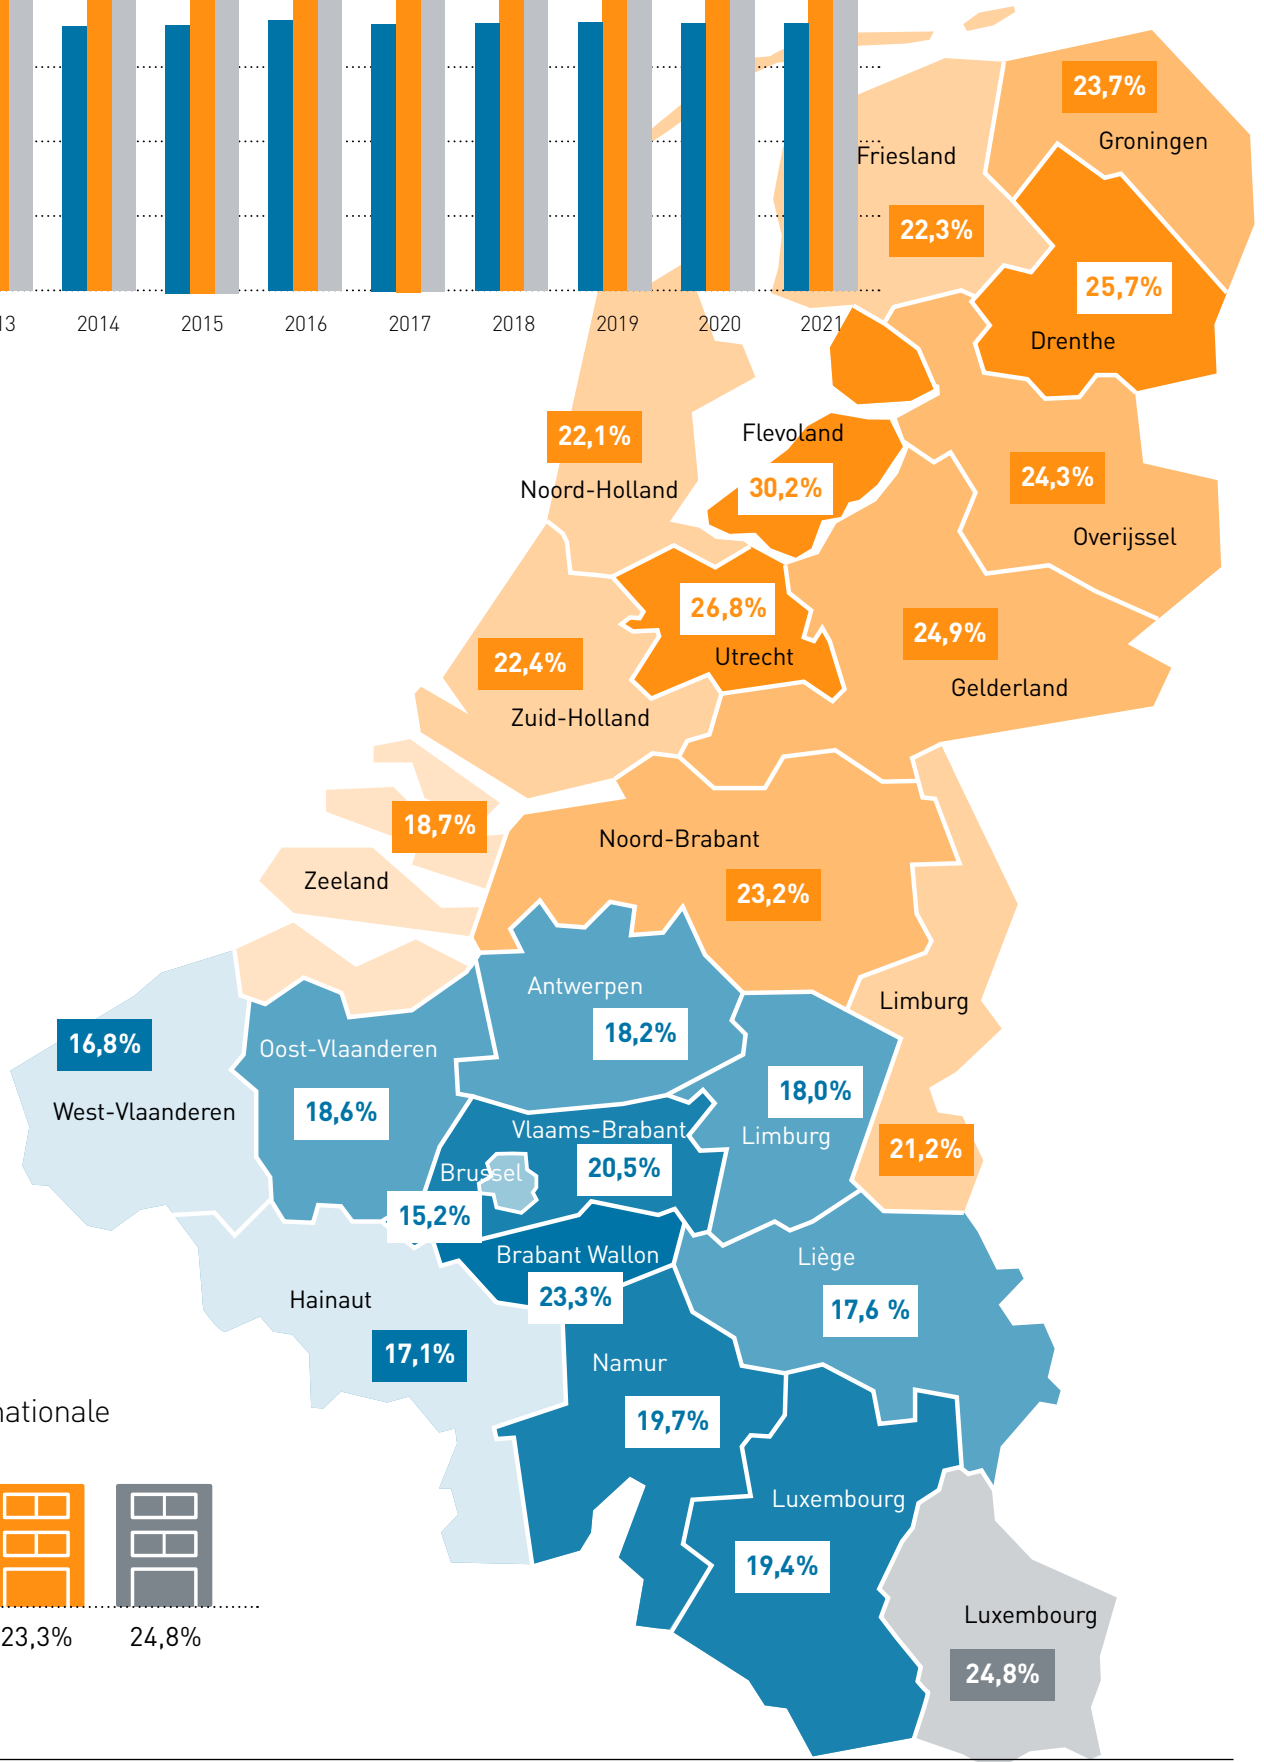 13
2014
2015
2016
2017
2018
2019
2020
2021
23,7%
Groningen
Friesland
22,3%
25,7%
Drenthe
22,1%
Noord-Holland
Flevoland
30,2%
24,3%
Overijssel
26,8%
Utrecht
24,9%
Gelderland
22,4%
Zuid-Holland
18,7%
Zeeland
Noord-Brabant
23,2%
Antwerpen
18,2%
Limburg
21,2%
16,8%
West-Vlaanderen
Oost-Vlaanderen
18,6%
18,0%
Limburg
Vlaams-Brabant
20,5%
Brussel
15,2%
Brabant Wallon
23,3%
Liège
17,6 %
Hainaut
17,1%
Namur
19,7%
Luxembourg
19,4%
Luxembourg
24,8%
nationale
23,3%
24,8%